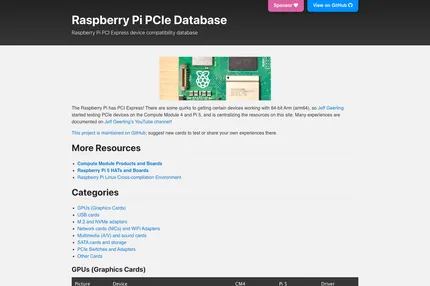 Sponsor
View on GitHub
Raspberry Pi PCIe Database
Raspberry Pi PCI Express device compatibility database
The Raspberry Pi has PCI Express! There are some quirks to getting certain devices working with 64-bit Arm (arm64), so Jeff Geerling
started testing PCIe devices on the Compute Module 4 and Pi 5, and is centralizing the resources on this site. Many experiences are
documented on Jeff Geerling's YouTube channel!
This project is maintained on GitHub; suggest new cards to test or share your own experiences there.
More Resources
Compute Module Products and Boards
Raspberry Pi 5 HATs and Boards
Raspberry Pi Linux Cross-compilation Environment
Categories
GPUs (Graphics Cards)
USB cards
M.2 and NVMe adapters
Network cards (NICs) and WiFi Adapters
Multimedia (A/V) and sound cards
SATA cards and storage
PCIe Switches and Adapters
Other Cards
GPUs (Graphics Cards)
Picture Device CM4 Pi 5 Driver